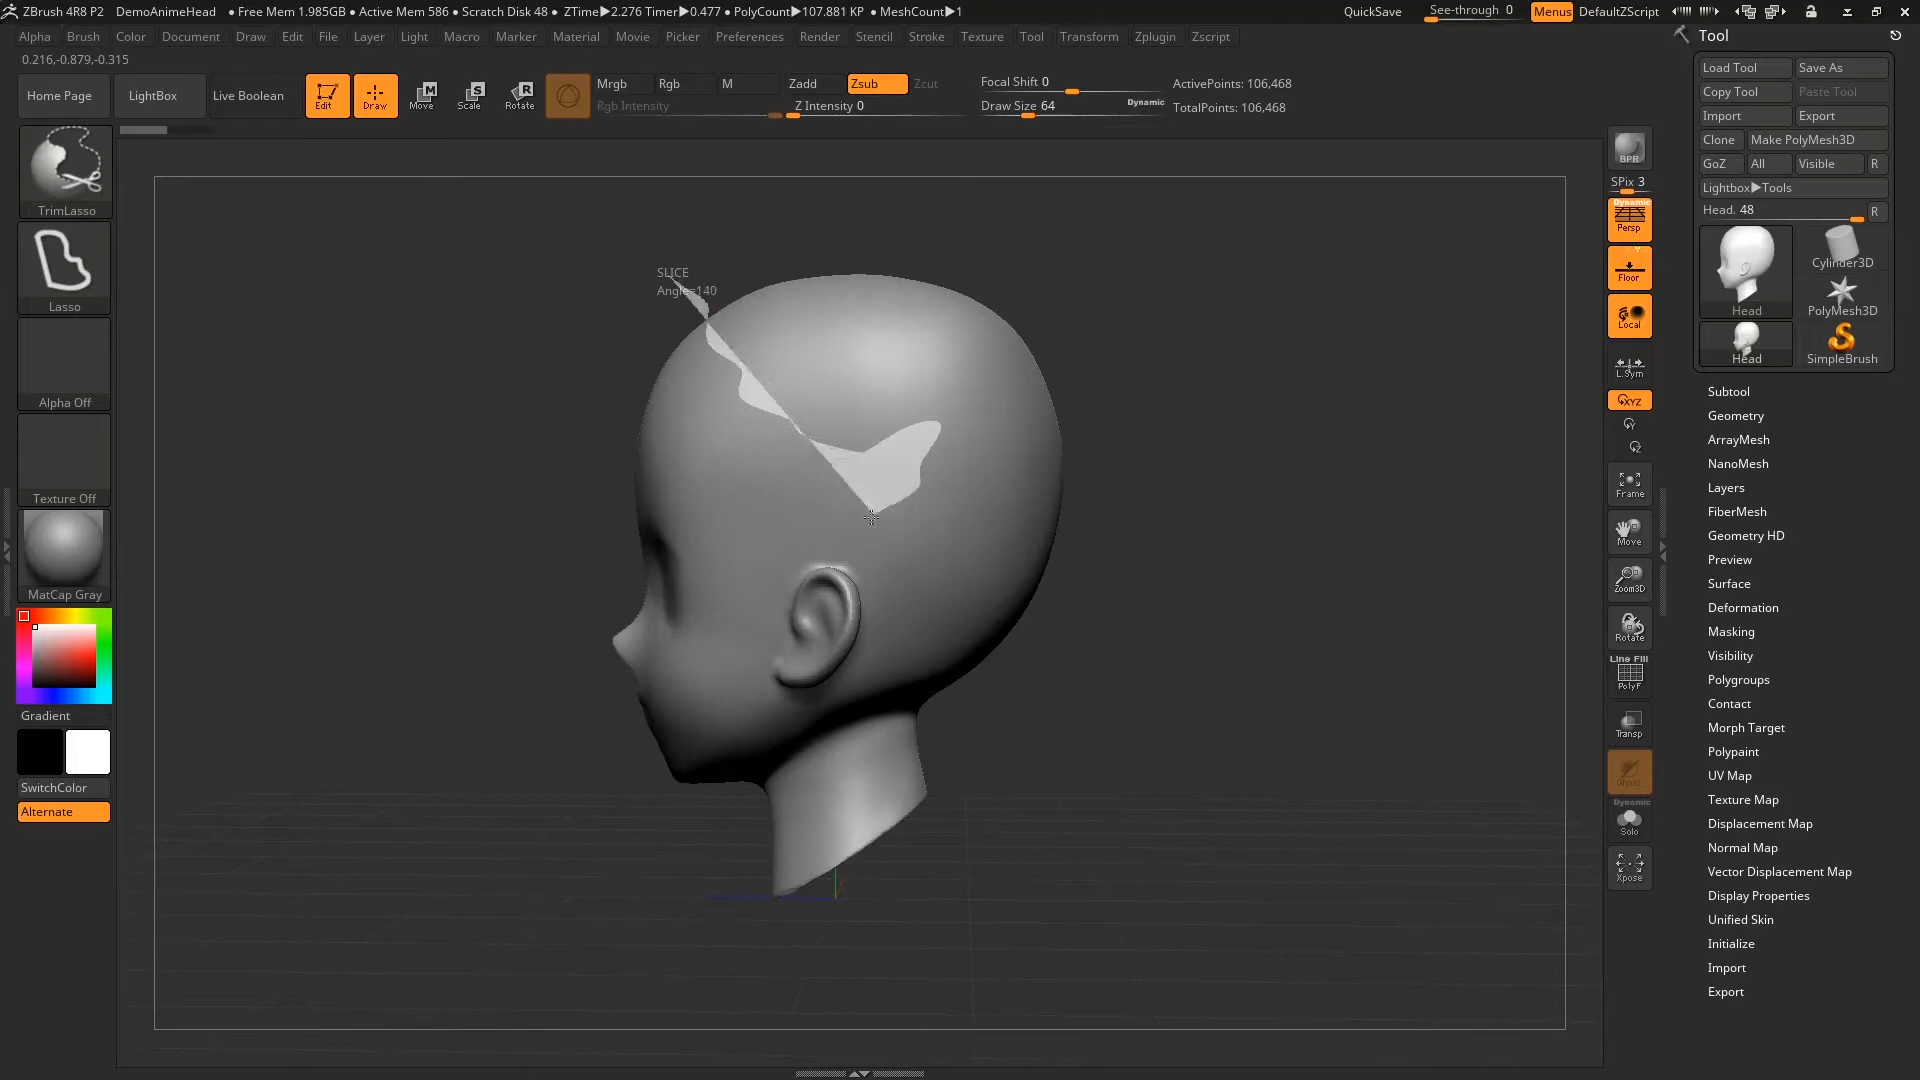 ZBrush 4R8 P2 DemoAnimeHead • Free Mem 1.985GB • Active Mem 586 • Scratch Disk 48 • ZTime▶2.276 Timer▶0.477 • PolyCount▶107.881 KP • MeshCount▶1 QuickSave See-through 0 Menus DefaultZScript
Alpha Brush Color Document Draw Edit File Layer Light Macro Marker Material Movie Picker Preferences Render Stencil Stroke Texture Tool Transform Zplugin Zscript
0.216,-0.879,-0.315
Home Page LightBox Live Boolean Edit Draw Move Scale Rotate
M S R
Mrgb Rgb M Zadd Zsub Zcut
Rgb Intensity Z Intensity 0
Focal Shift 0
Draw Size 64 Dynamic
ActivePoints: 106,468
TotalPoints: 106,468
TrimLasso
Lasso
Alpha Off
Texture Off
MatCap Gray
Gradient
SwitchColor
Alternate
SLICE
Angle=140
BPR
SPix 3
Dynamic
Persp
Floor
Local
L.Sym
XYZ
Y
Z
Frame
Move
Zoom3D
Rotate
Line Fill
PolyF
Transp
Ghost
Dynamic
Solo
Xpose
Tool
Load Tool Save As
Copy Tool Paste Tool
Import Export
Clone Make PolyMesh3D
GoZ All Visible R
Lightbox▶Tools
Head. 48 R
Head Cylinder3D
PolyMesh3D
Head SimpleBrush
Subtool
Geometry
ArrayMesh
NanoMesh
Layers
FiberMesh
Geometry HD
Preview
Surface
Deformation
Masking
Visibility
Polygroups
Contact
Morph Target
Polypaint
UV Map
Texture Map
Displacement Map
Normal Map
Vector Displacement Map
Display Properties
Unified Skin
Initialize
Import
Export